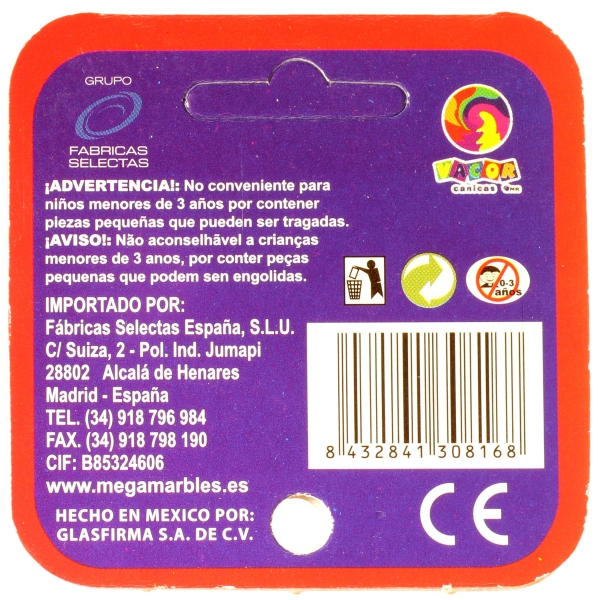 GRUPO
FABRICAS
SELECTAS
VACOR
canicas ®MR
¡ADVERTENCIA!: No conveniente para
niños menores de 3 años por contener
piezas pequeñas que pueden ser tragadas.
¡AVISO!: Não aconselhável a crianças
menores de 3 anos, por conter peças
pequenas que podem ser engolidas.
0-3
años
IMPORTADO POR:
Fábricas Selectas España, S.L.U.
C/ Suiza, 2 - Pol. Ind. Jumapi
28802 Alcalá de Henares
Madrid - España
TEL. (34) 918 796 984
FAX. (34) 918 798 190
CIF: B85324606
www.megamarbles.es
HECHO EN MEXICO POR:
GLASFIRMA S.A. DE C.V.
8 432841 308168
CE